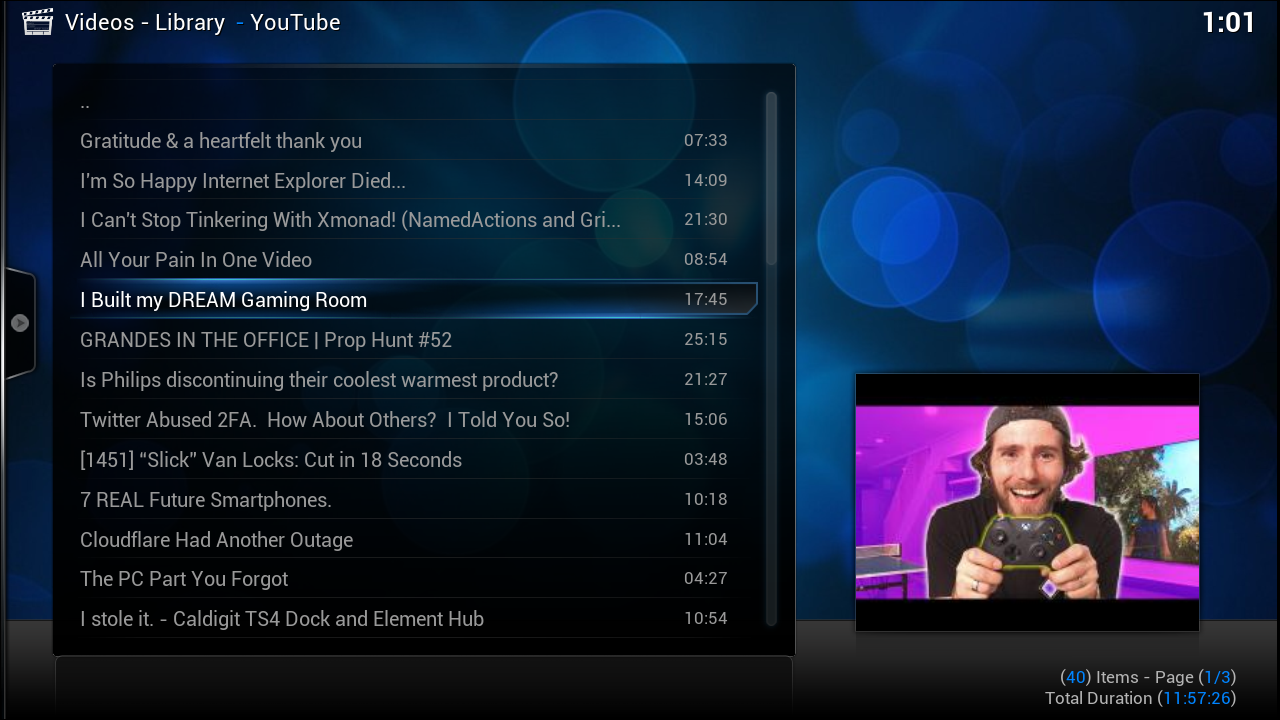 Videos - Library - YouTube
1:01
..
Gratitude & a heartfelt thank you 07:33
I'm So Happy Internet Explorer Died... 14:09
I Can't Stop Tinkering With Xmonad! (NamedActions and Gri... 21:30
All Your Pain In One Video 08:54
I Built my DREAM Gaming Room 17:45
GRANDES IN THE OFFICE | Prop Hunt #52 25:15
Is Philips discontinuing their coolest warmest product? 21:27
Twitter Abused 2FA.  How About Others?  I Told You So! 15:06
[1451] “Slick” Van Locks: Cut in 18 Seconds 03:48
7 REAL Future Smartphones. 10:18
Cloudflare Had Another Outage 11:04
The PC Part You Forgot 04:27
I stole it. - Caldigit TS4 Dock and Element Hub 10:54
(40) Items - Page (1/3)
Total Duration (11:57:26)